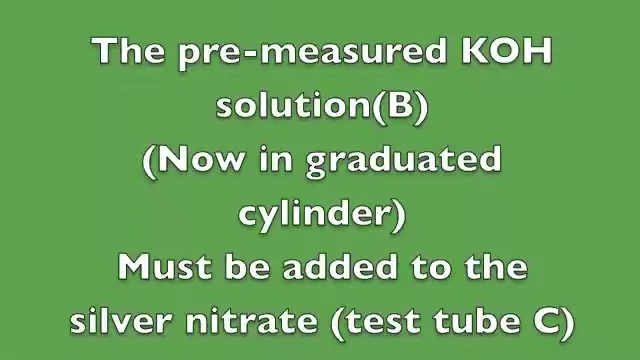 The pre-measured KOH
solution(B)
(Now in graduated
cylinder)
Must be added to the
silver nitrate (test tube C)